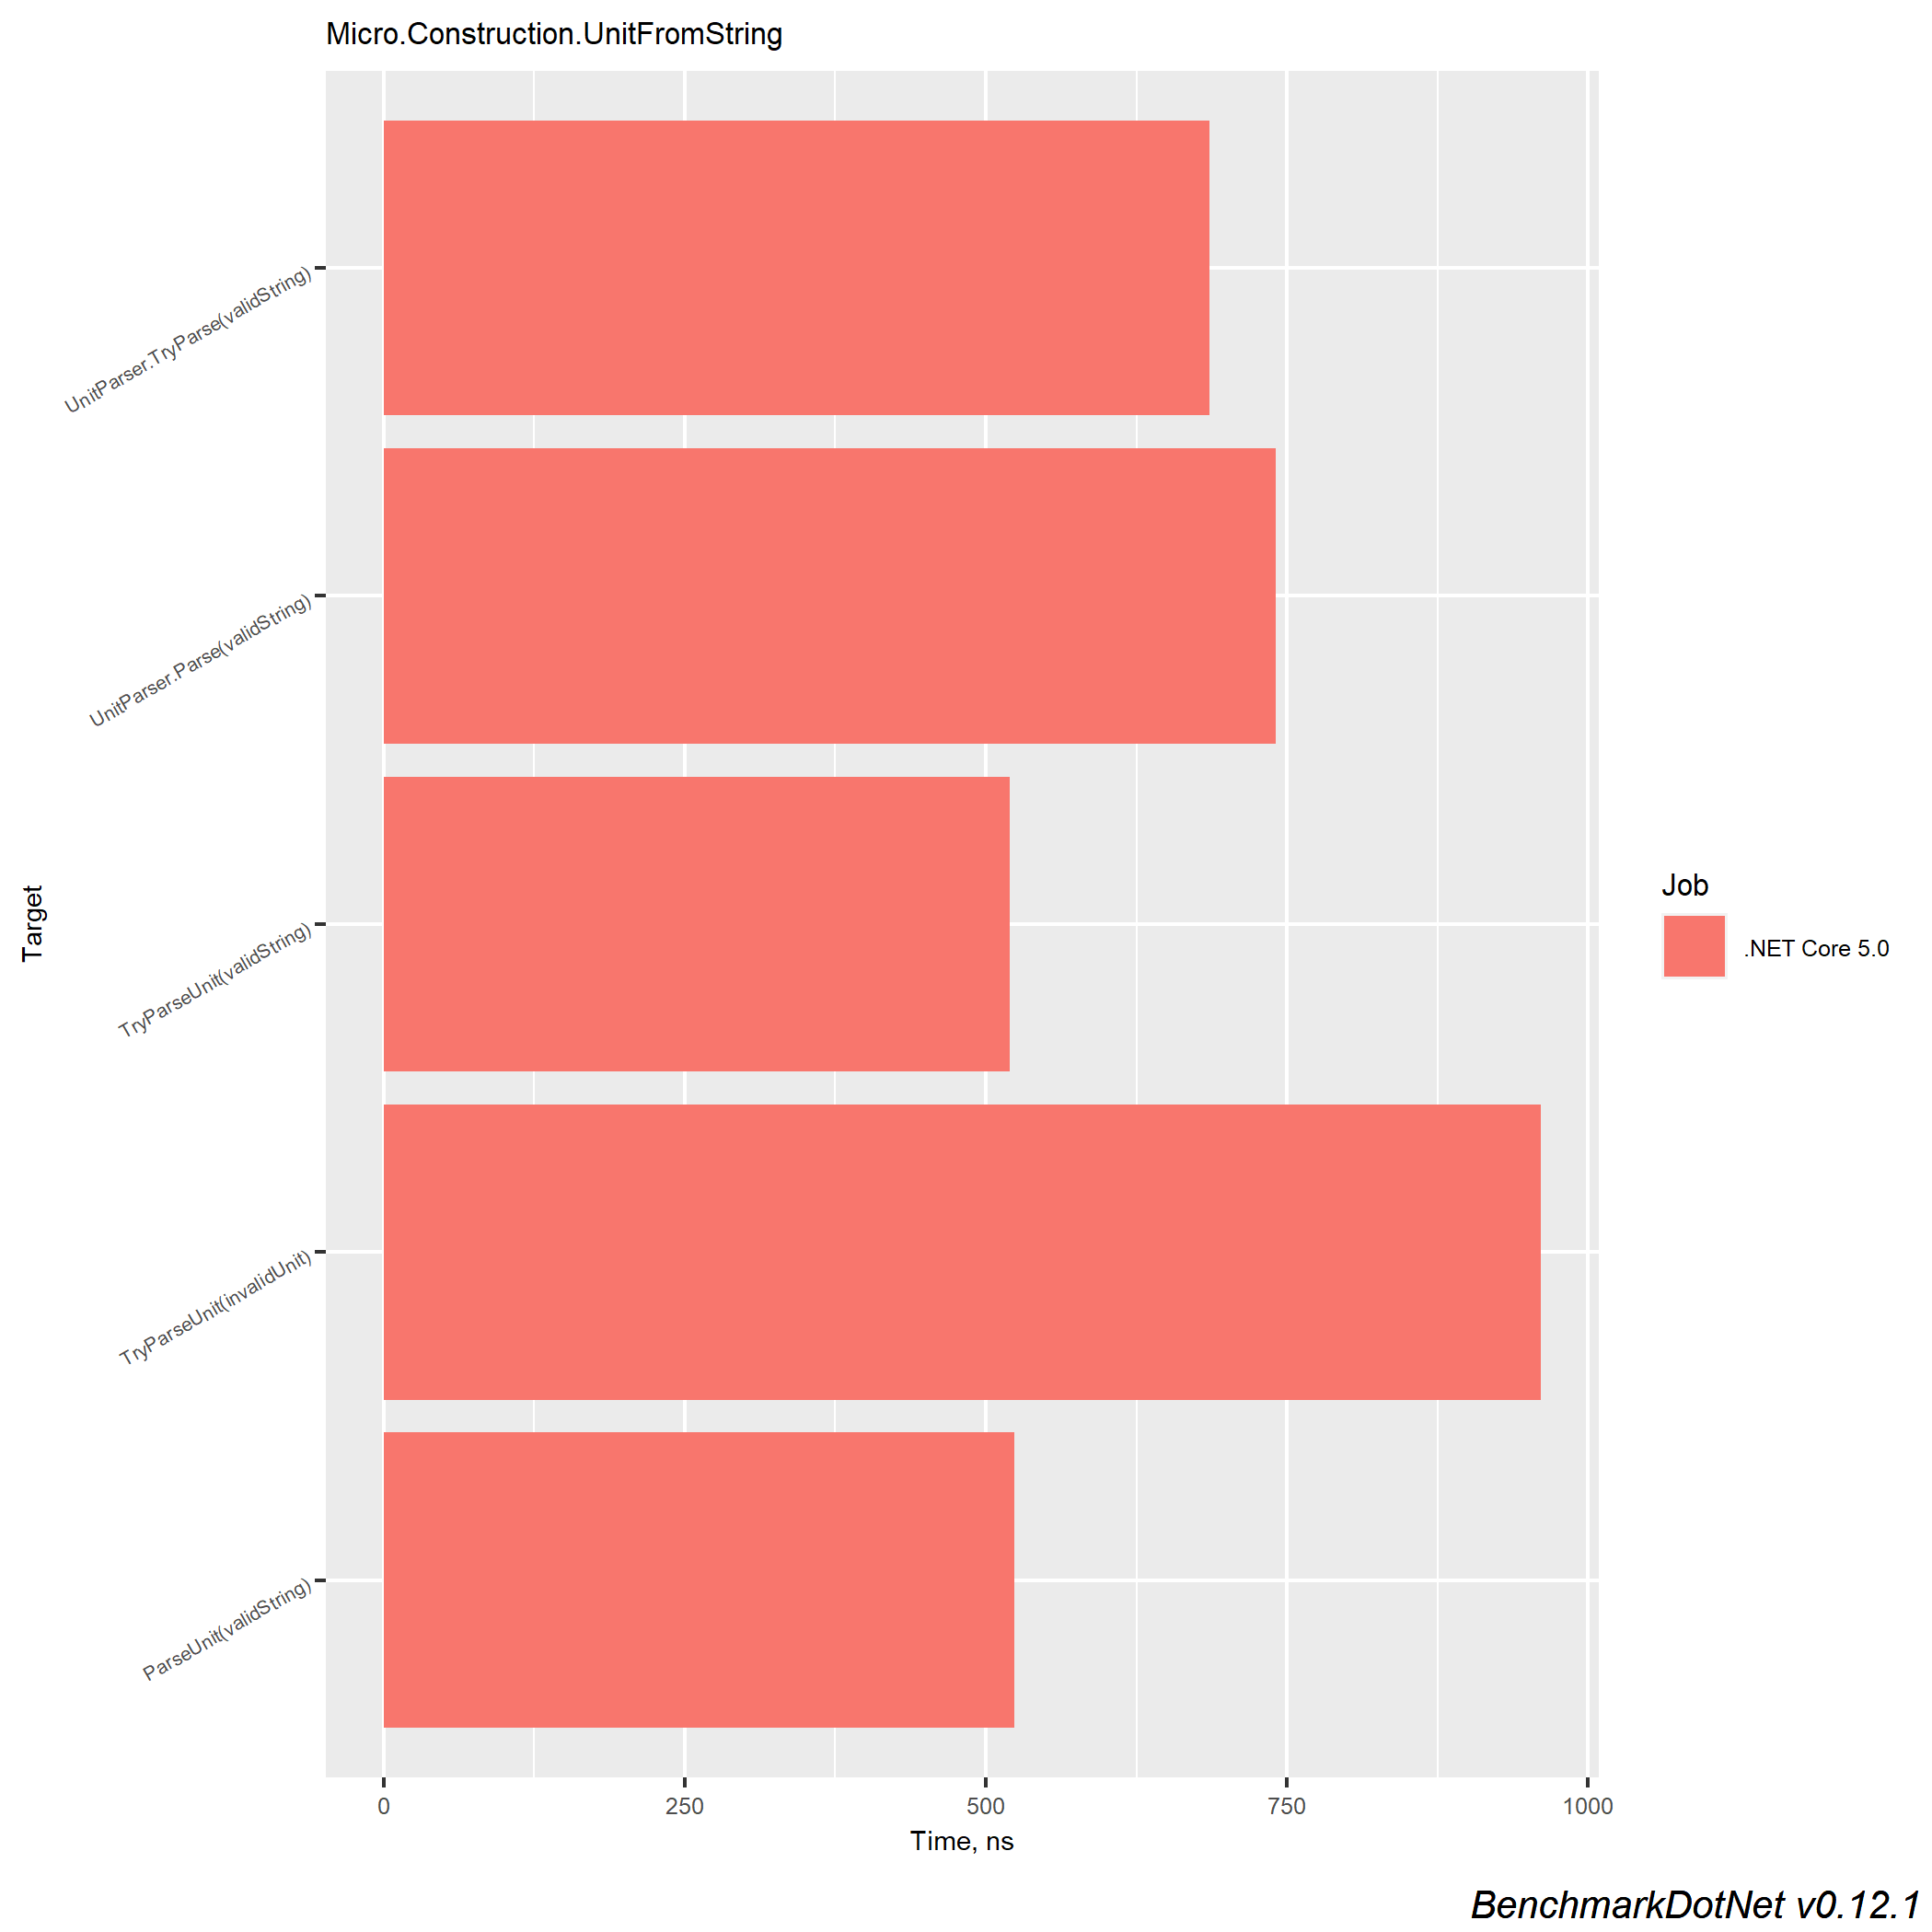 Micro.Construction.UnitFromString
UnitParser.TryParse(validString)
UnitParser.Parse(validString)
TryParseUnit(validString)
TryParseUnit(invalidUnit)
ParseUnit(validString)
Target
0 250 500 750 1000
Time, ns
Job
.NET Core 5.0
BenchmarkDotNet v0.12.1